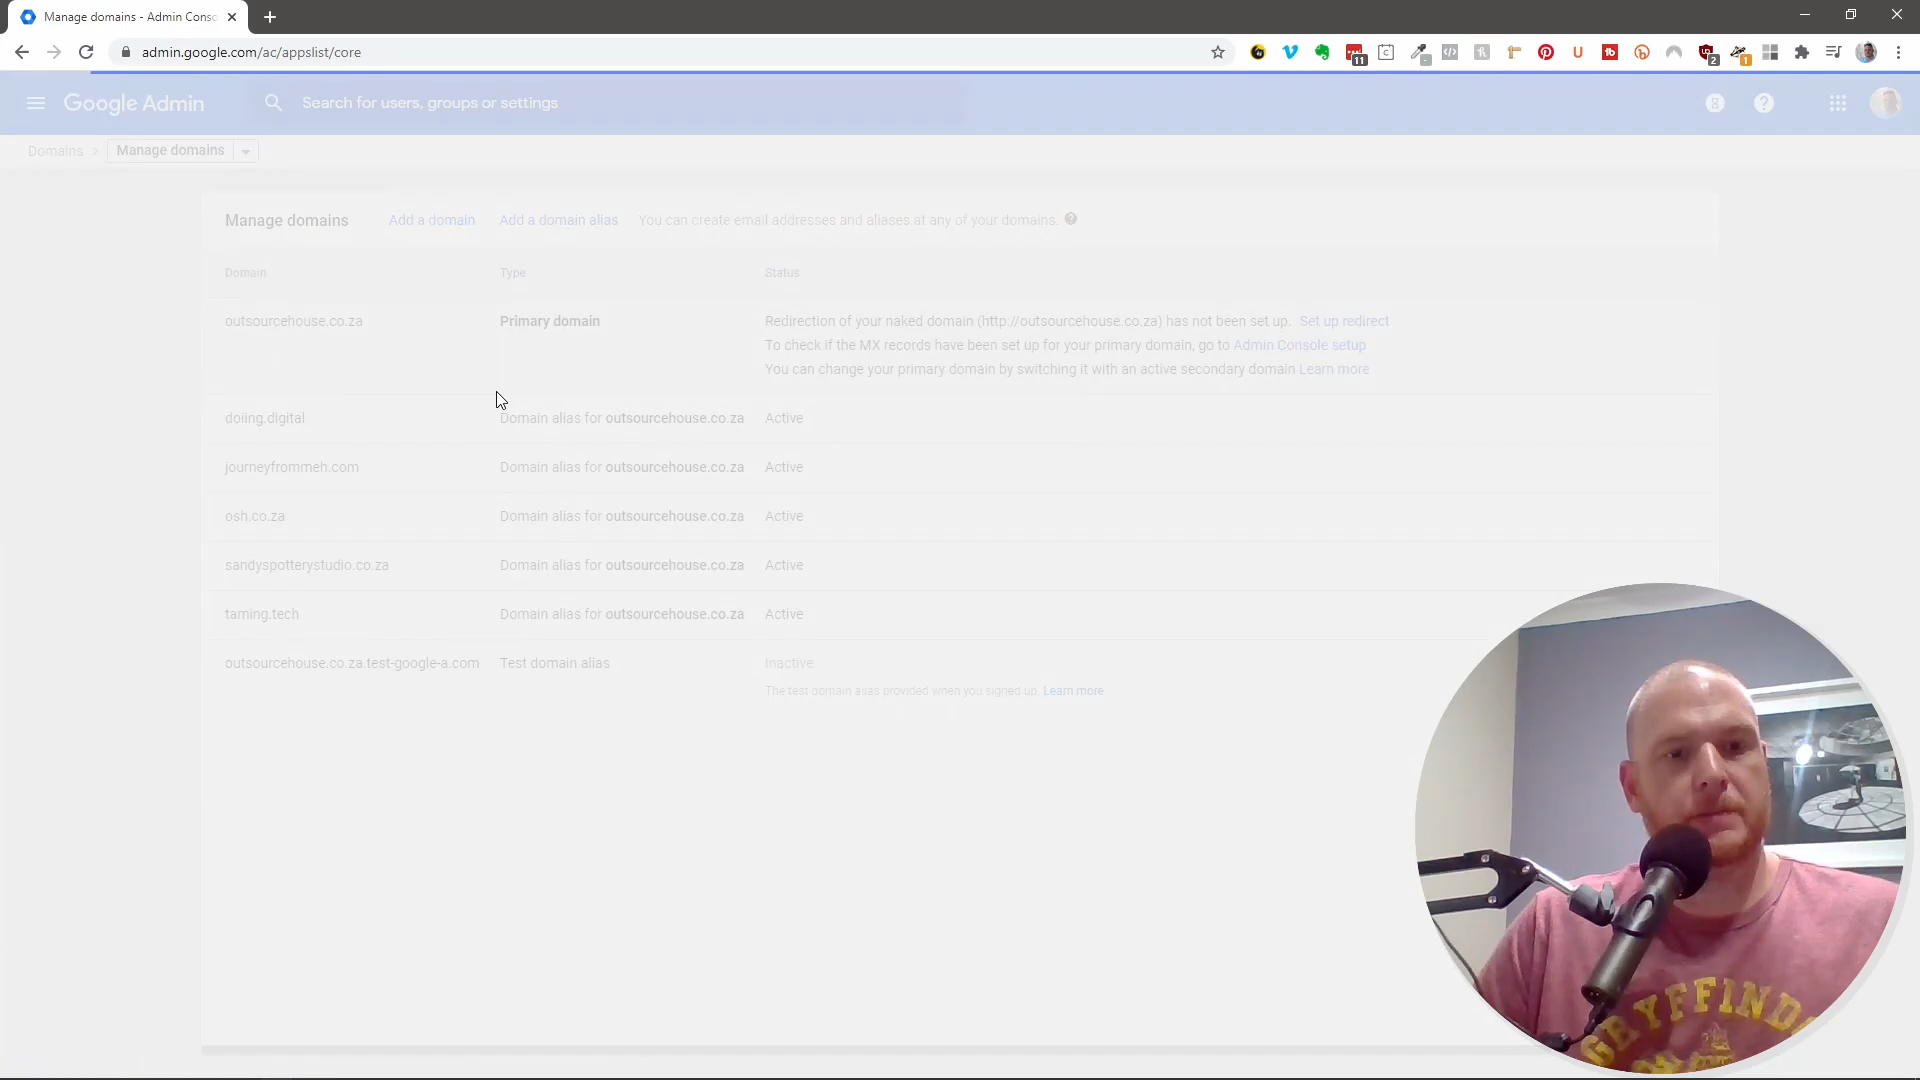 Manage domains - Admin Conso
admin.google.com/ac/appslist/core
11
2
1
Google Admin
Search for users, groups or settings
Domains > Manage domains
Manage domains Add a domain Add a domain alias You can create email addresses and aliases at any of your domains.
Domain Type Status
outsourcehouse.co.za Primary domain Redirection of your naked domain (http://outsourcehouse.co.za) has not been set up. Set up redirect
To check if the MX records have been set up for your primary domain, go to Admin Console setup
You can change your primary domain by switching it with an active secondary domain Learn more
doiing.digital Domain alias for outsourcehouse.co.za Active
journeyfrommeh.com Domain alias for outsourcehouse.co.za Active
osh.co.za Domain alias for outsourcehouse.co.za Active
sandyspotterystudio.co.za Domain alias for outsourcehouse.co.za Active
taming.tech Domain alias for outsourcehouse.co.za Active
outsourcehouse.co.za.test-google-a.com Test domain alias Inactive
The test domain alias provided when you signed up. Learn more
GRYFFINDO